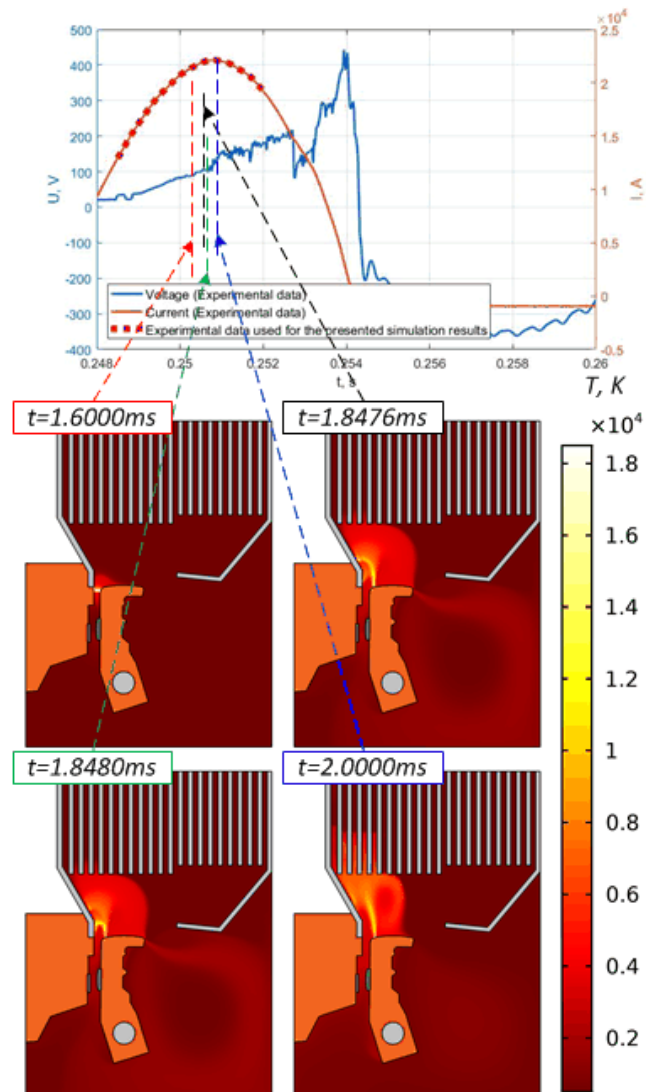 ×10⁴
500
400
300
200
100
0
-100
-200
-300
-400
U, V
2.5
2
1.5
1
0.5
0
-0.5
I, A
Voltage (Experimental data)
Current (Experimental data)
Experimental data used for the presented simulation results
0.248 0.25 0.252 0.254 0.256 0.258 0.26
t, s
T, K
×10⁴
t=1.6000ms
t=1.8476ms
t=1.8480ms
t=2.0000ms
1.8
1.6
1.4
1.2
1
0.8
0.6
0.4
0.2